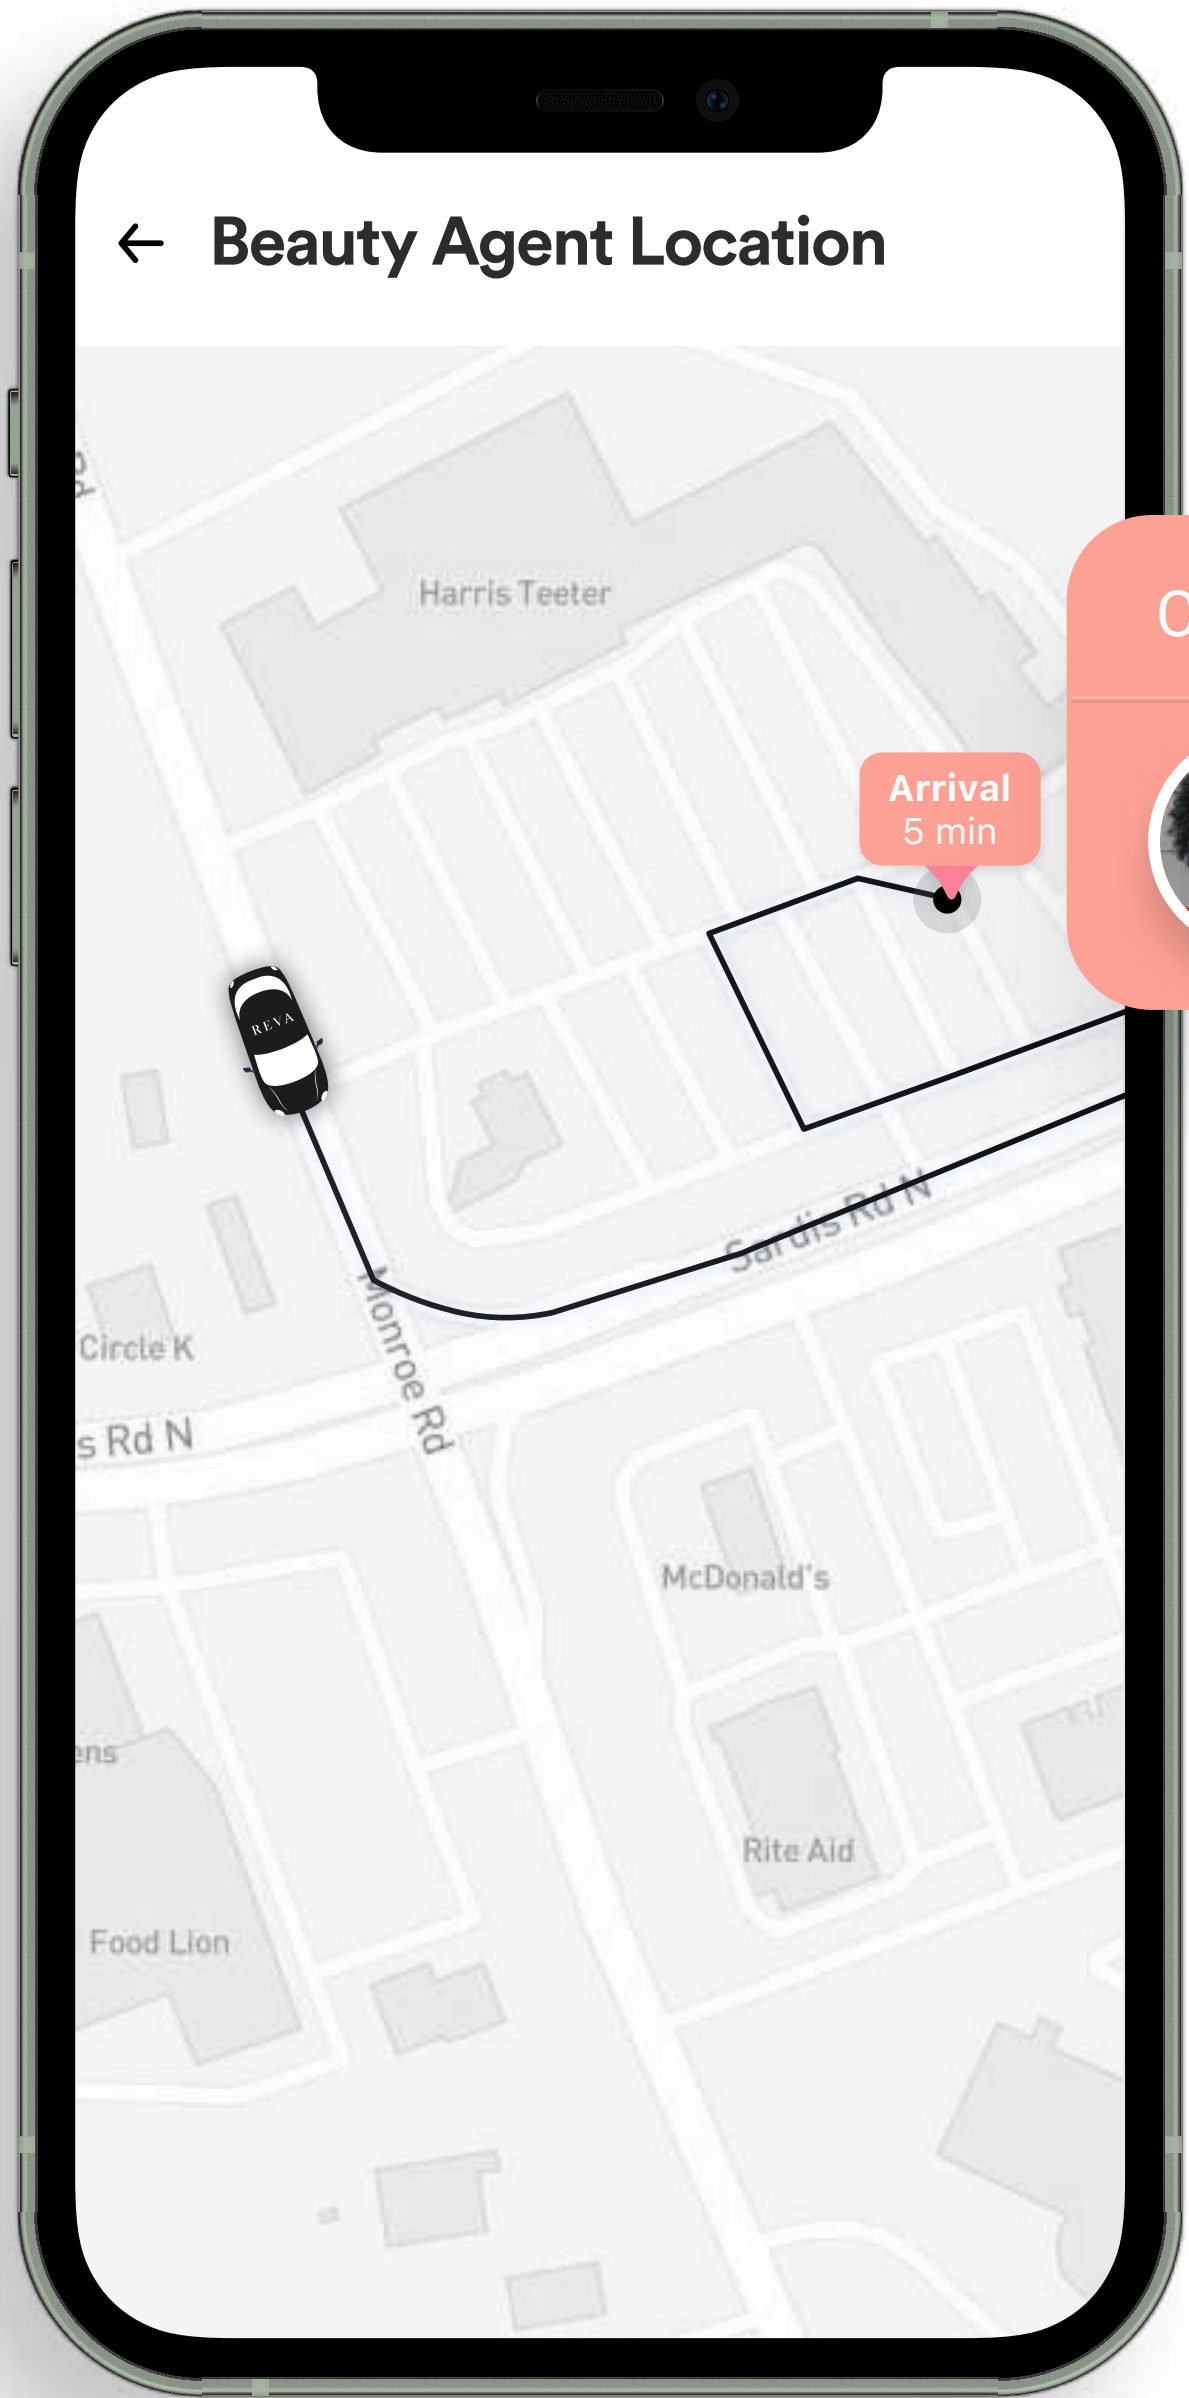 Beauty Agent Location
Rd
Harris Teeter
Arrival
5 min
REVA
Sardis Rd N
Monroe Rd
Circle K
s Rd N
McDonald's
ens
Rite Aid
Food Lion